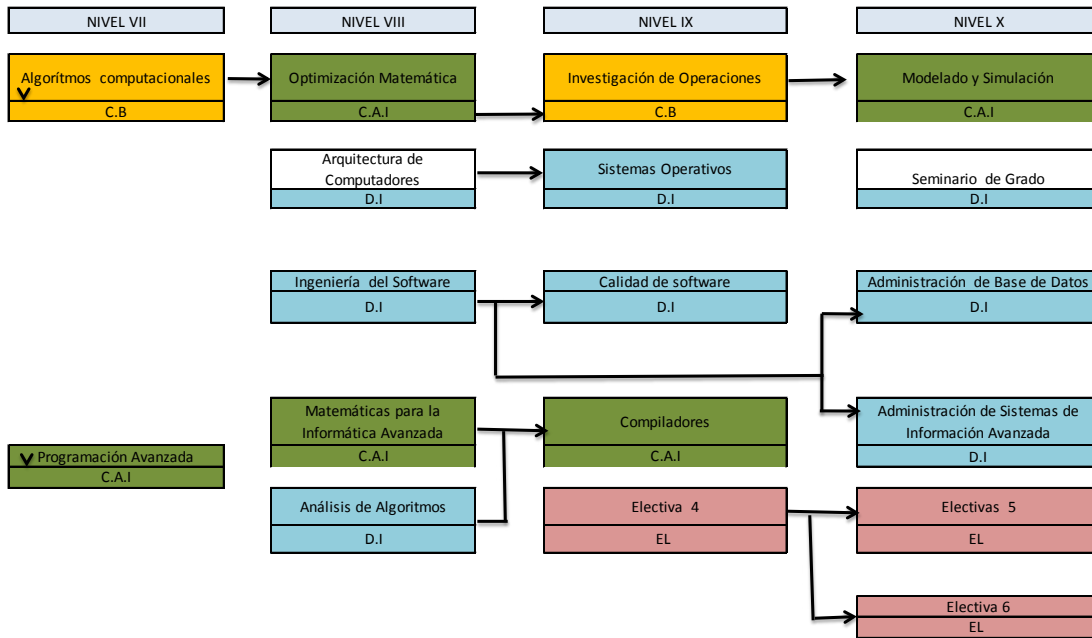 NIVEL VII
NIVEL VIII
NIVEL IX
NIVEL X
Algorítmos computacionales
C.B
Optimización Matemática
C.A.I
Investigación de Operaciones
C.B
Modelado y Simulación
C.A.I
Arquitectura de
Computadores
D.I
Sistemas Operativos
D.I
Seminario de Grado
D.I
Ingeniería del Software
D.I
Calidad de software
D.I
Administración de Base de Datos
D.I
Programación Avanzada
C.A.I
Matemáticas para la
Informática Avanzada
C.A.I
Compiladores
C.A.I
Administración de Sistemas de
Información Avanzada
D.I
Análisis de Algoritmos
D.I
Electiva 4
EL
Electivas 5
EL
Electiva 6
EL